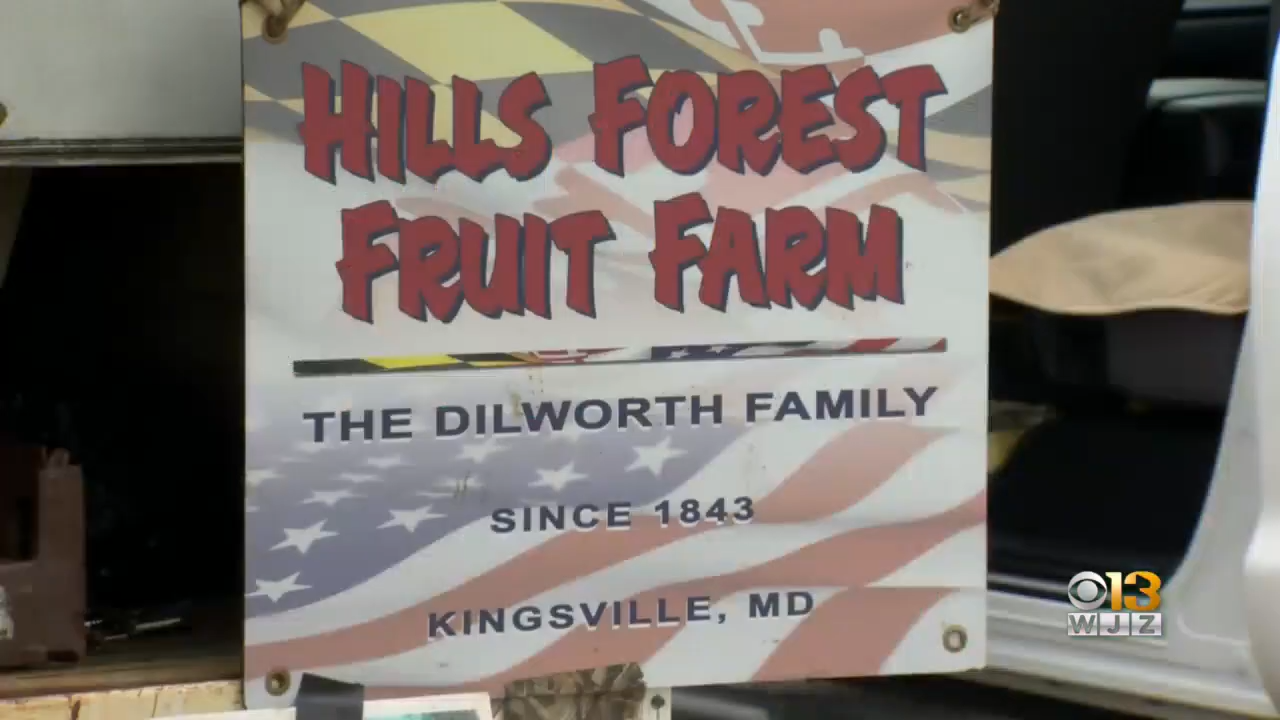 HILLS FOREST
FRUIT FARM
THE DILWORTH FAMILY
SINCE 1843
KINGSVILLE, MD
13
WJZ